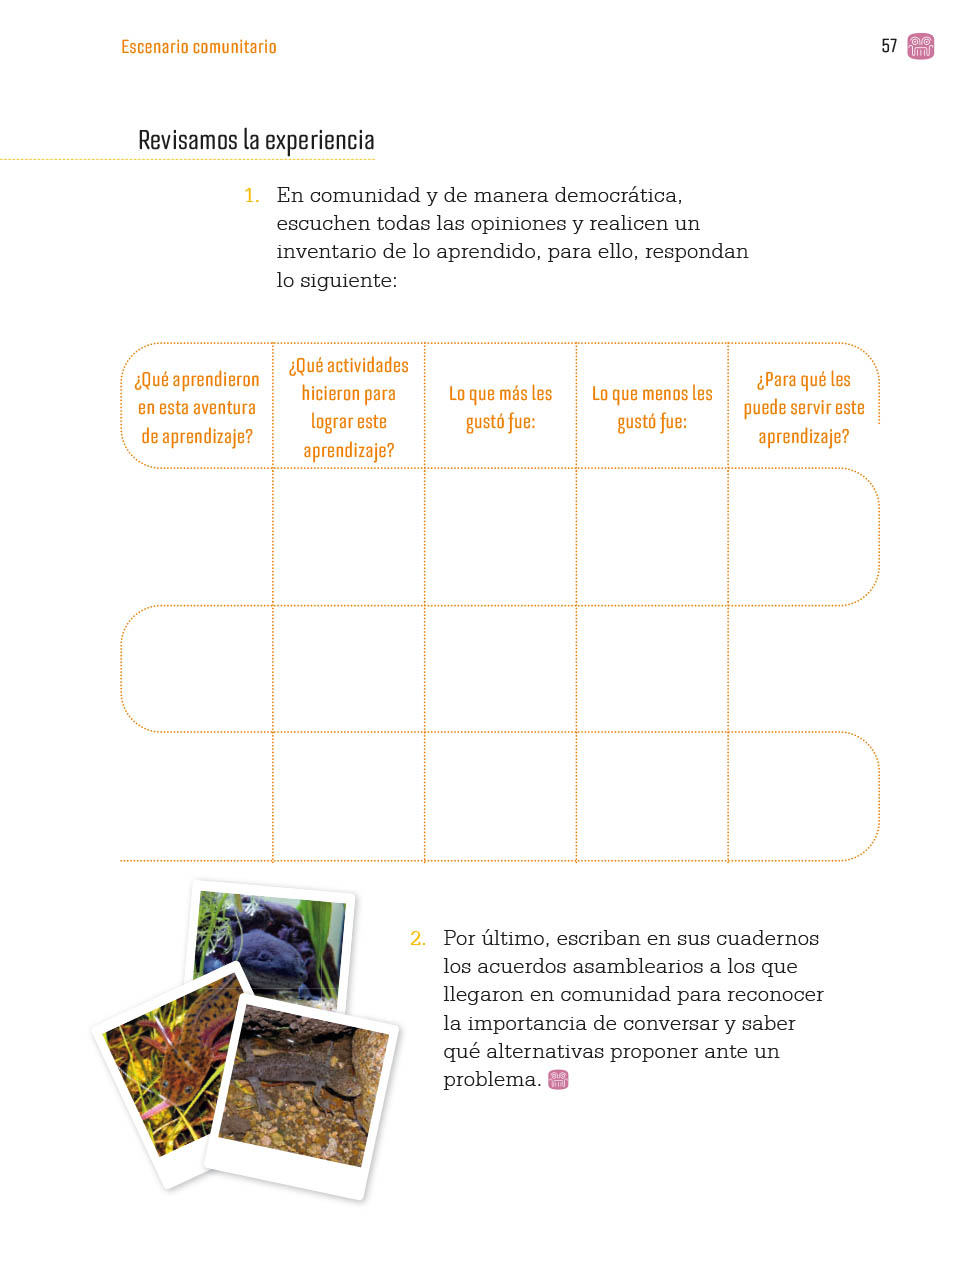 Escenario comunitario
57
Revisamos la experiencia
1. En comunidad y de manera democrática,
escuchen todas las opiniones y realicen un
inventario de lo aprendido, para ello, respondan
lo siguiente:
¿Qué aprendieron
en esta aventura
de aprendizaje?
¿Qué actividades
hicieron para
lograr este
aprendizaje?
Lo que más les
gustó fue:
Lo que menos les
gustó fue:
¿Para qué les
puede servir este
aprendizaje?
2. Por último, escriban en sus cuadernos
los acuerdos asamblearios a los que
llegaron en comunidad para reconocer
la importancia de conversar y saber
qué alternativas proponer ante un
problema.